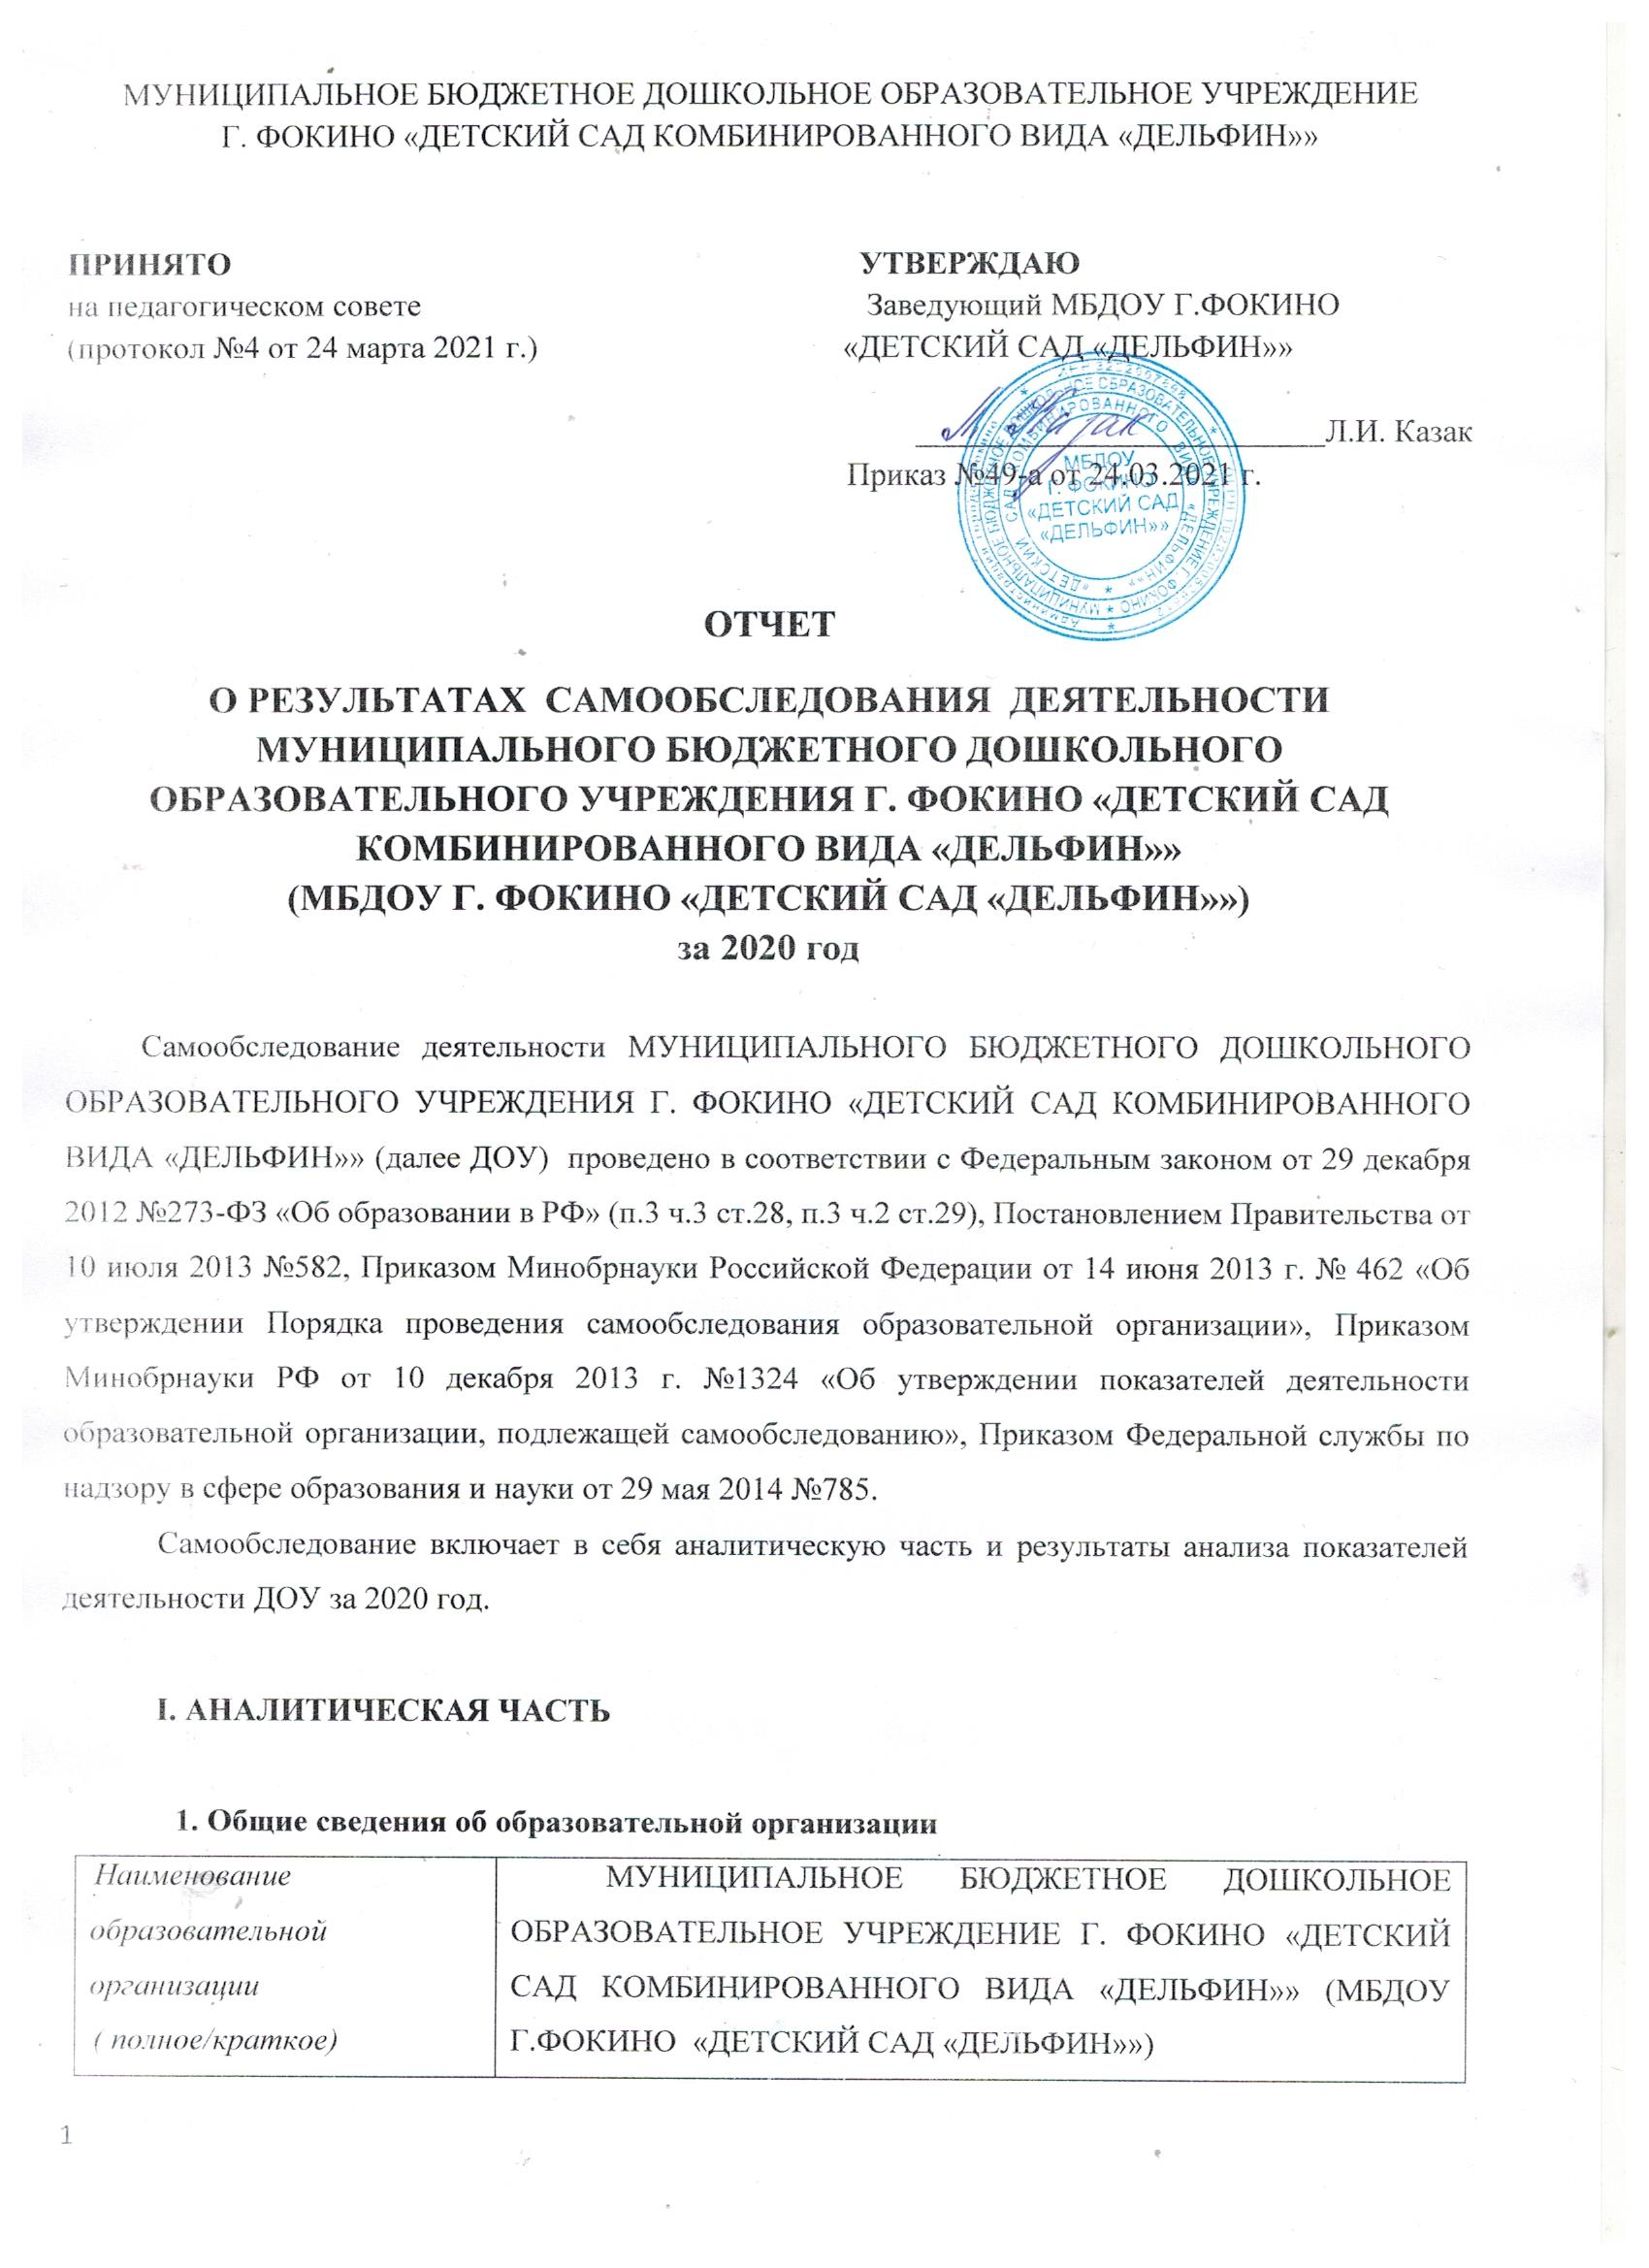 МУНИЦИПАЛЬНОЕ БЮДЖЕТНОЕ ДОШКОЛЬНОЕ ОБРАЗОВАТЕЛЬНОЕ УЧРЕЖДЕНИЕ
Г. ФОКИНО «ДЕТСКИЙ САД КОМБИНИРОВАННОГО ВИДА «ДЕЛЬФИН»»
ПРИНЯТО
на педагогическом совете
(протокол №4 от 24 марта 2021 г.)
УТВЕРЖДАЮ
Заведующий МБДОУ Г.ФОКИНО
«ДЕТСКИЙ САД «ДЕЛЬФИН»»
Л.И. Казак
Приказ №49-а от 24.03.2021 г.
МБДОУ
Г. ФОКИНО
«ДЕТСКИЙ САД
«ДЕЛЬФИН»»
ОТЧЕТ
О РЕЗУЛЬТАТАХ САМООБСЛЕДОВАНИЯ ДЕЯТЕЛЬНОСТИ
МУНИЦИПАЛЬНОГО БЮДЖЕТНОГО ДОШКОЛЬНОГО
ОБРАЗОВАТЕЛЬНОГО УЧРЕЖДЕНИЯ Г. ФОКИНО «ДЕТСКИЙ САД
КОМБИНИРОВАННОГО ВИДА «ДЕЛЬФИН»»
(МБДОУ Г. ФОКИНО «ДЕТСКИЙ САД «ДЕЛЬФИН»»)
за 2020 год
Самообследование деятельности МУНИЦИПАЛЬНОГО БЮДЖЕТНОГО ДОШКОЛЬНОГО
ОБРАЗОВАТЕЛЬНОГО УЧРЕЖДЕНИЯ Г. ФОКИНО «ДЕТСКИЙ САД КОМБИНИРОВАННОГО
ВИДА «ДЕЛЬФИН»» (далее ДОУ) проведено в соответствии с Федеральным законом от 29 декабря
2012 №273-ФЗ «Об образовании в РФ» (п.3 ч.3 ст.28, п.3 ч.2 ст.29), Постановлением Правительства от
10 июля 2013 №582, Приказом Минобрнауки Российской Федерации от 14 июня 2013 г. № 462 «Об
утверждении Порядка проведения самообследования образовательной организации», Приказом
Минобрнауки РФ от 10 декабря 2013 г. №1324 «Об утверждении показателей деятельности
образовательной организации, подлежащей самообследованию», Приказом Федеральной службы по
надзору в сфере образования и науки от 29 мая 2014 №785.
Самообследование включает в себя аналитическую часть и результаты анализа показателей
деятельности ДОУ за 2020 год.
I. АНАЛИТИЧЕСКАЯ ЧАСТЬ
1. Общие сведения об образовательной организации
Наименование
образовательной
организации
( полное/краткое)
МУНИЦИПАЛЬНОЕ БЮДЖЕТНОЕ ДОШКОЛЬНОЕ
ОБРАЗОВАТЕЛЬНОЕ УЧРЕЖДЕНИЕ Г. ФОКИНО «ДЕТСКИЙ
САД КОМБИНИРОВАННОГО ВИДА «ДЕЛЬФИН»» (МБДОУ
Г.ФОКИНО «ДЕТСКИЙ САД «ДЕЛЬФИН»»)
1